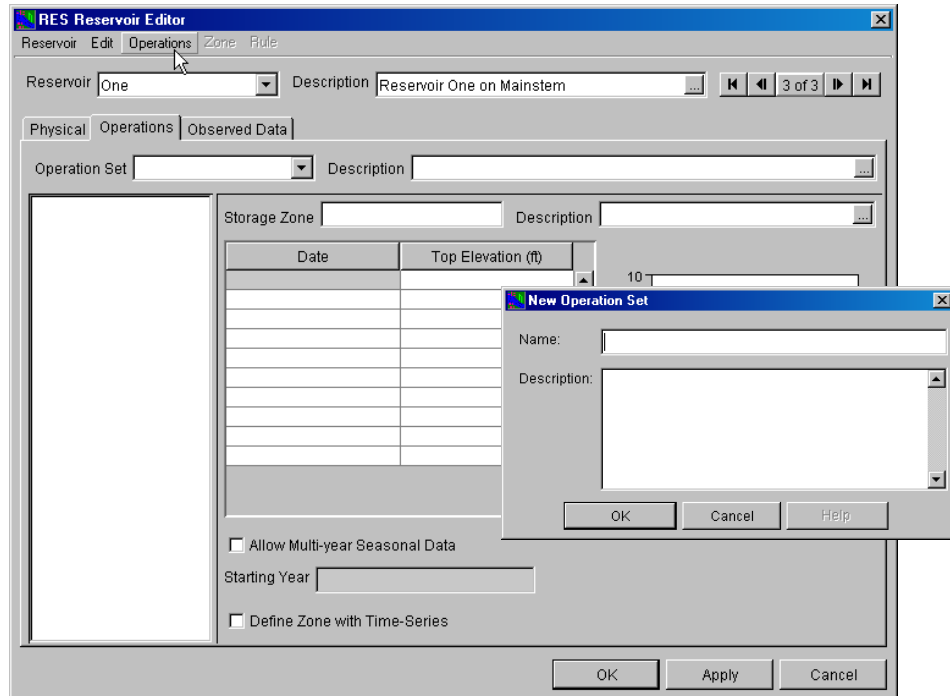 RES Reservoir Editor
Reservoir Edit Operations Zone Rule
Reservoir One Description Reservoir One on Mainstem ... 3 of 3
Physical Operations Observed Data
Operation Set Description ...
Storage Zone Description ...
Date Top Elevation (ft)
10
New Operation Set
Name:
Description:
OK Cancel Help
Allow Multi-year Seasonal Data
Starting Year
Define Zone with Time-Series
OK Apply Cancel